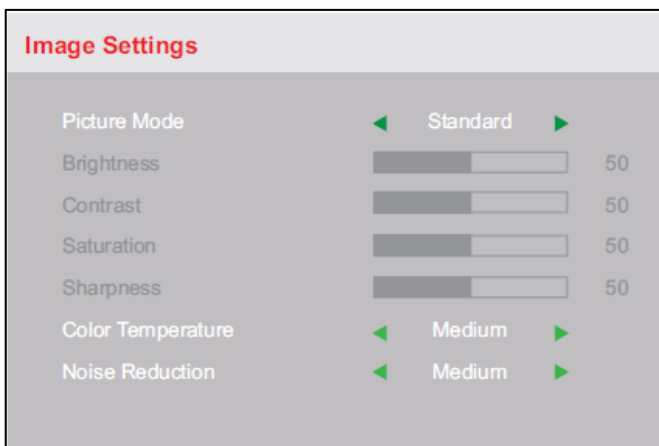 Image Settings
Picture Mode Standard
Brightness 50
Contrast 50
Saturation 50
Sharpness 50
Color Temperature Medium
Noise Reduction Medium